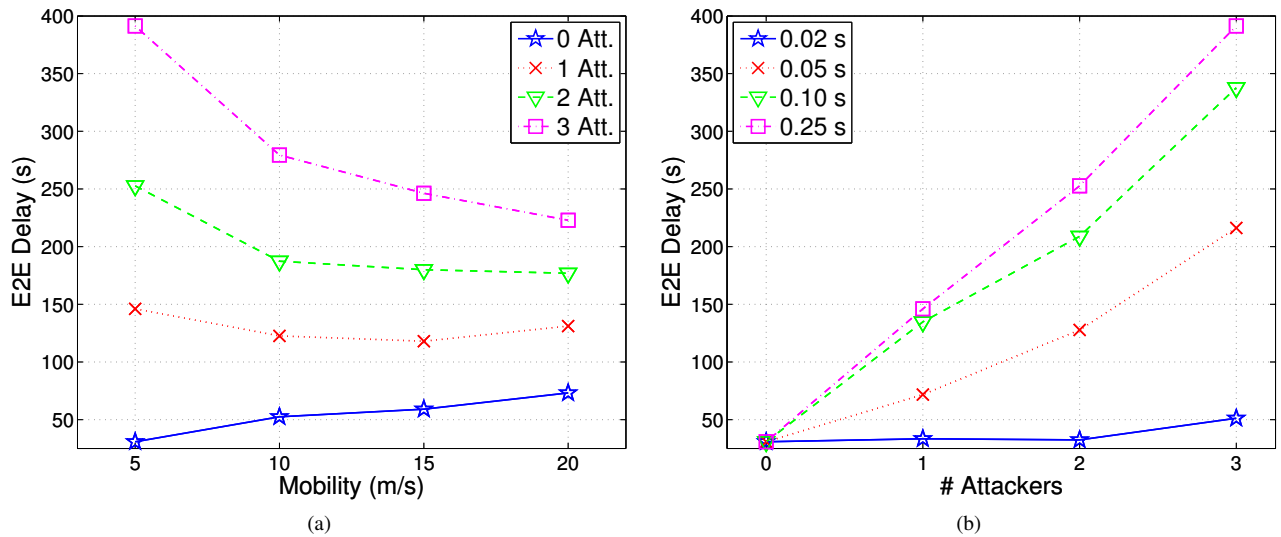 400
350
300
250
200
150
100
50
E2E Delay (s)
5
10
15
20
Mobility (m/s)
0 Att.
1 Att.
2 Att.
3 Att.
(a)
400
350
300
250
200
150
100
50
E2E Delay (s)
0
1
2
3
# Attackers
0.02 s
0.05 s
0.10 s
0.25 s
(b)